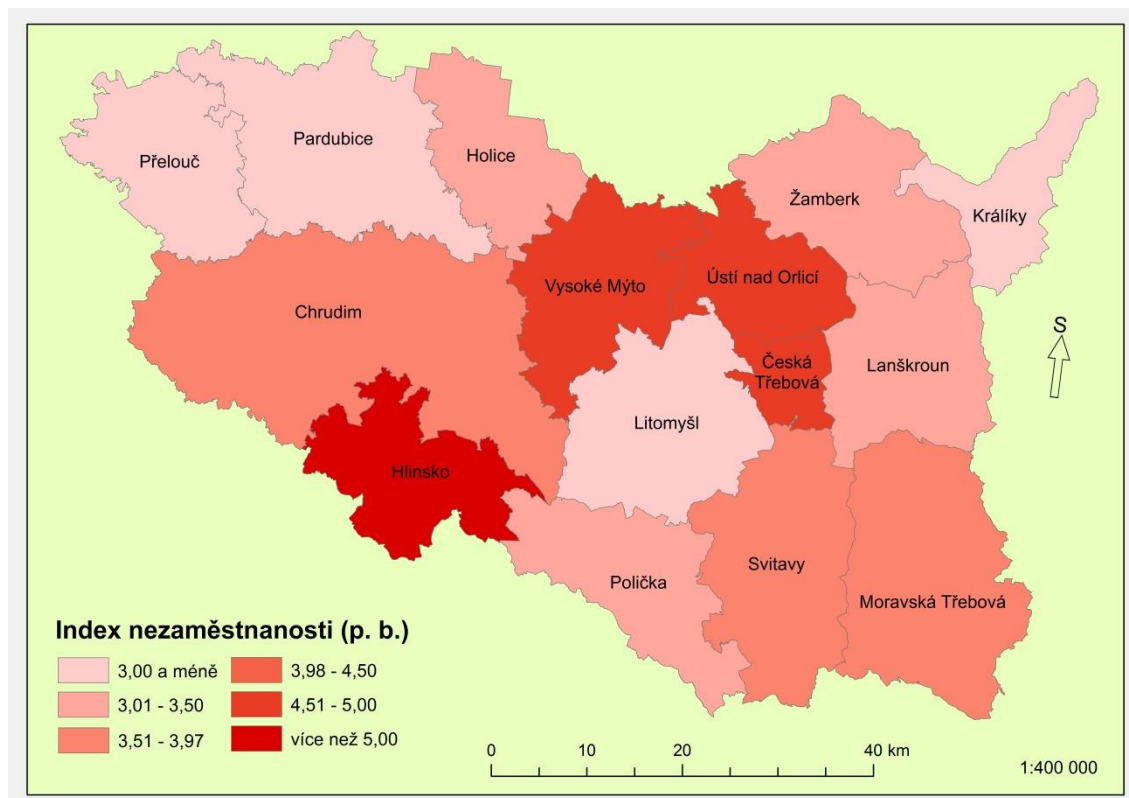 Přelouč
Pardubice
Holice
Žamberk
Králíky
Chrudim
Vysoké Mýto
Ústí nad Orlicí
Česká
Třebová
Lanškroun
S
Litomyšl
Hlinsko
Polička
Svitavy
Moravská Třebová
Index nezaměstnanosti (p. b.)
3,00 a méně
3,01 - 3,50
3,51 - 3,97
3,98 - 4,50
4,51 - 5,00
více než 5,00
0 10 20 40 km
1:400 000